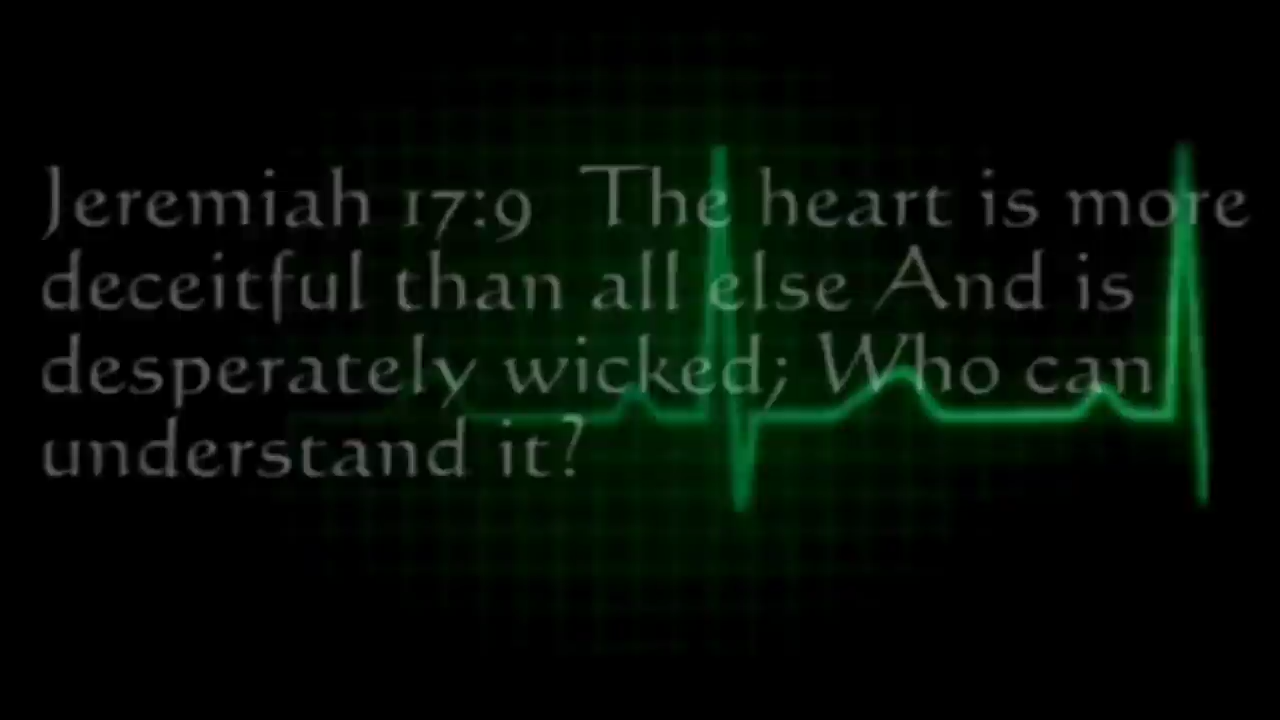 Jeremiah 17:9 The heart is more
deceitful than all else And is
desperately wicked; Who can
understand it?